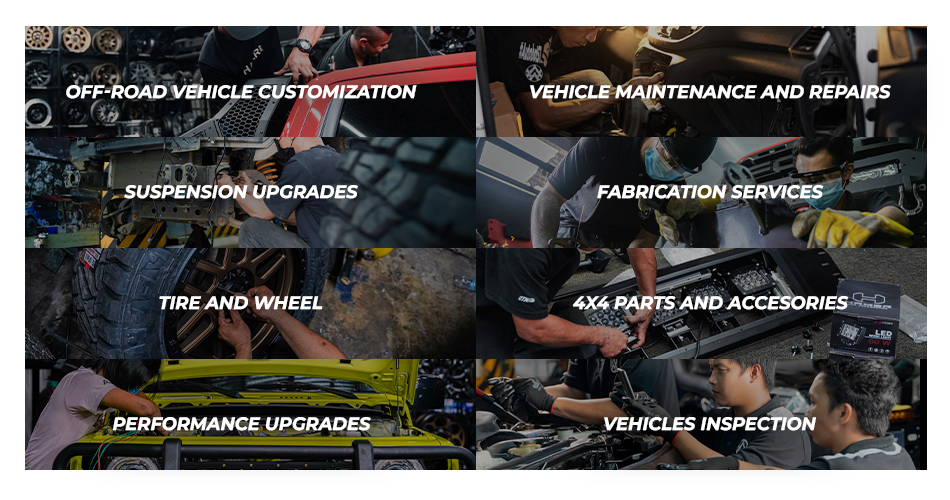 OFF-ROAD VEHICLE CUSTOMIZATION
VEHICLE MAINTENANCE AND REPAIRS
SUSPENSION UPGRADES
FABRICATION SERVICES
TIRE AND WHEEL
4X4 PARTS AND ACCESORIES
LED
PERFORMANCE UPGRADES
VEHICLES INSPECTION